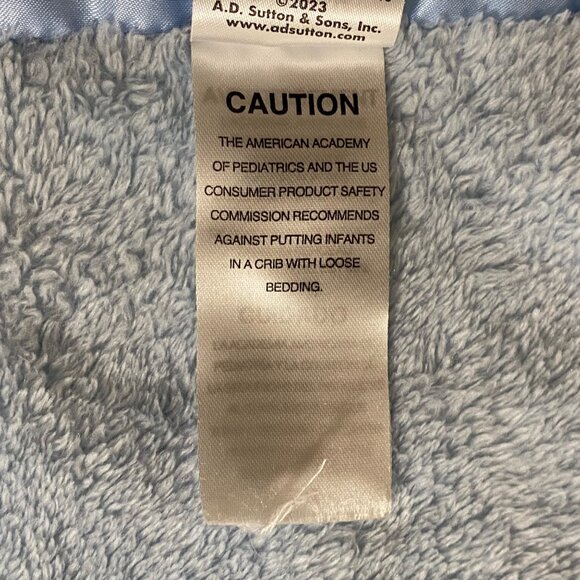 ©2023
A.D. Sutton & Sons, Inc.
www.adsutton.com
CAUTION
THE AMERICAN ACADEMY
OF PEDIATRICS AND THE US
CONSUMER PRODUCT SAFETY
COMMISSION RECOMMENDS
AGAINST PUTTING INFANTS
IN A CRIB WITH LOOSE
BEDDING.